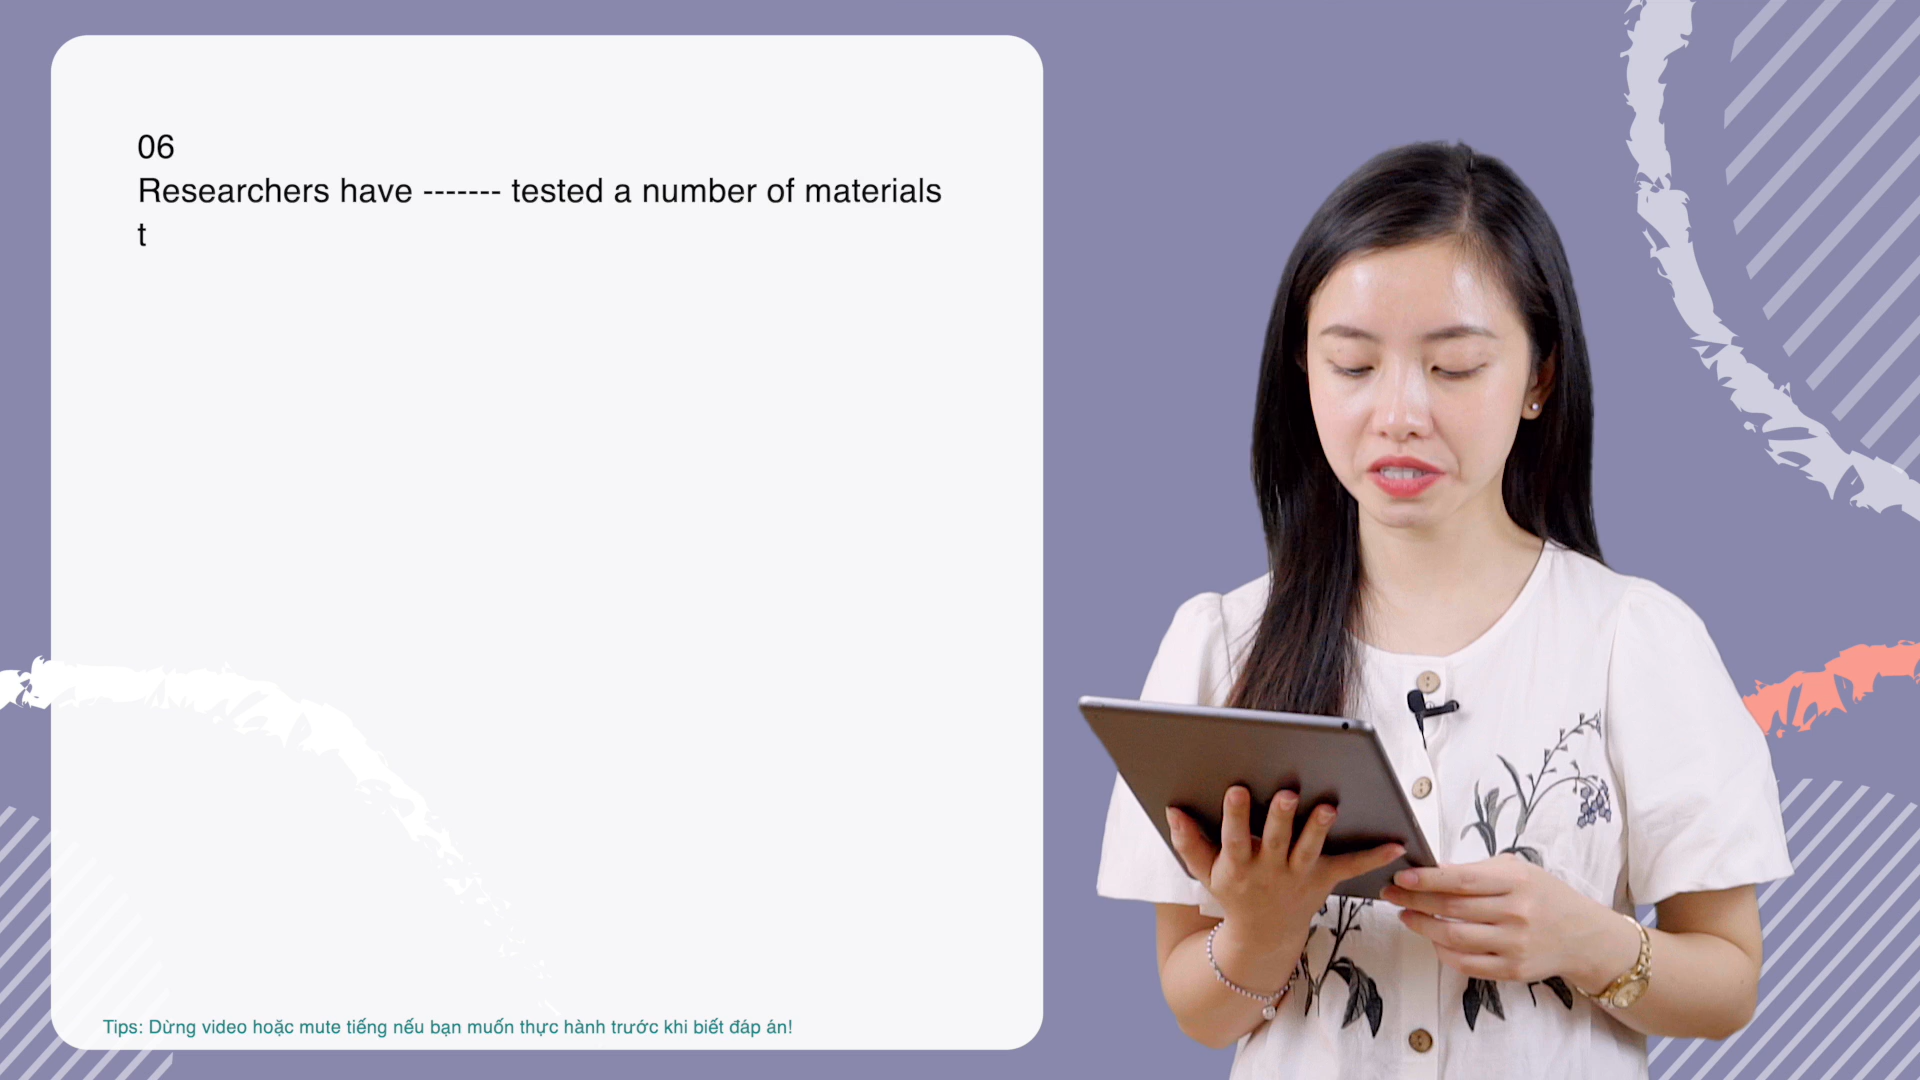 06
Researchers have ------- tested a number of materials
t
Tips: Dừng video hoặc mute tiếng nếu bạn muốn thực hành trước khi biết đáp án!